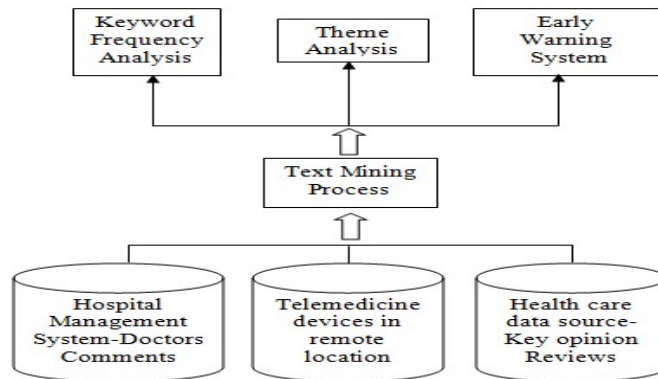 Keyword
Frequency
Analysis
Theme
Analysis
Early
Warning
System
Text Mining
Process
Hospital
Management
System-Doctors
Comments
Telemedicine
devices in
remote
location
Health care
data source-
Key opinion
Reviews